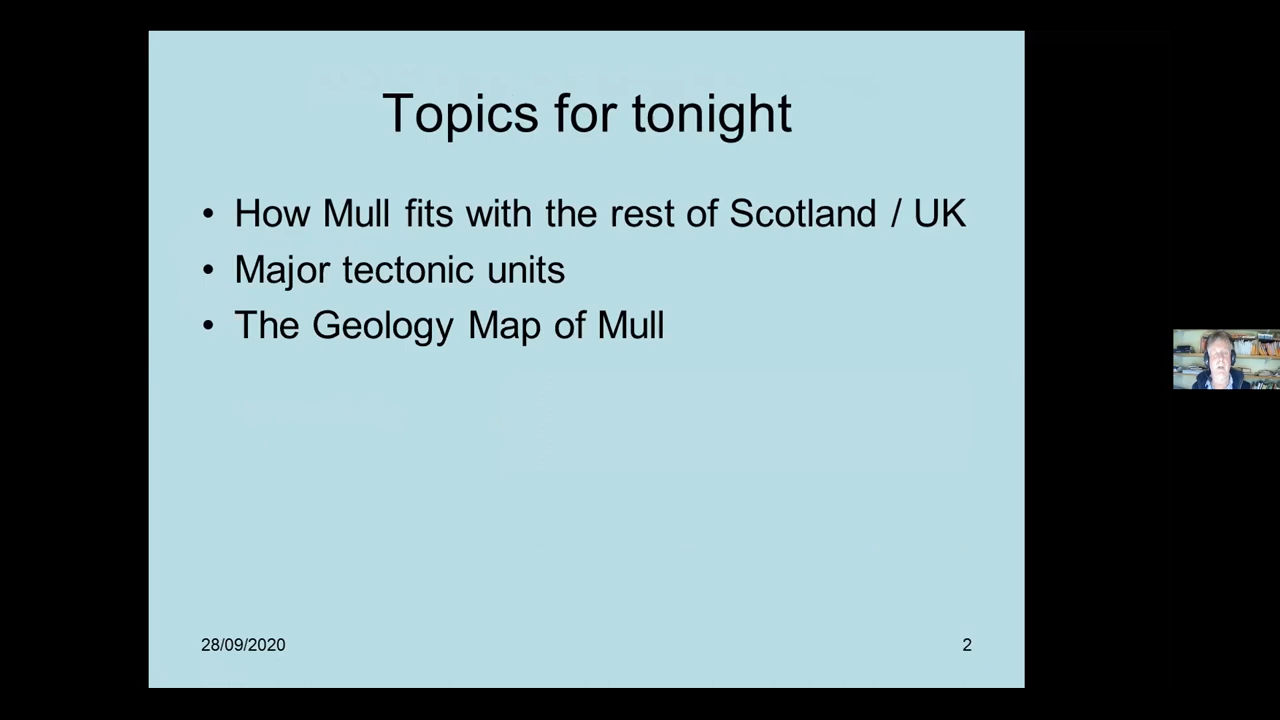 Topics for tonight
• How Mull fits with the rest of Scotland / UK
• Major tectonic units
• The Geology Map of Mull
28/09/2020
2